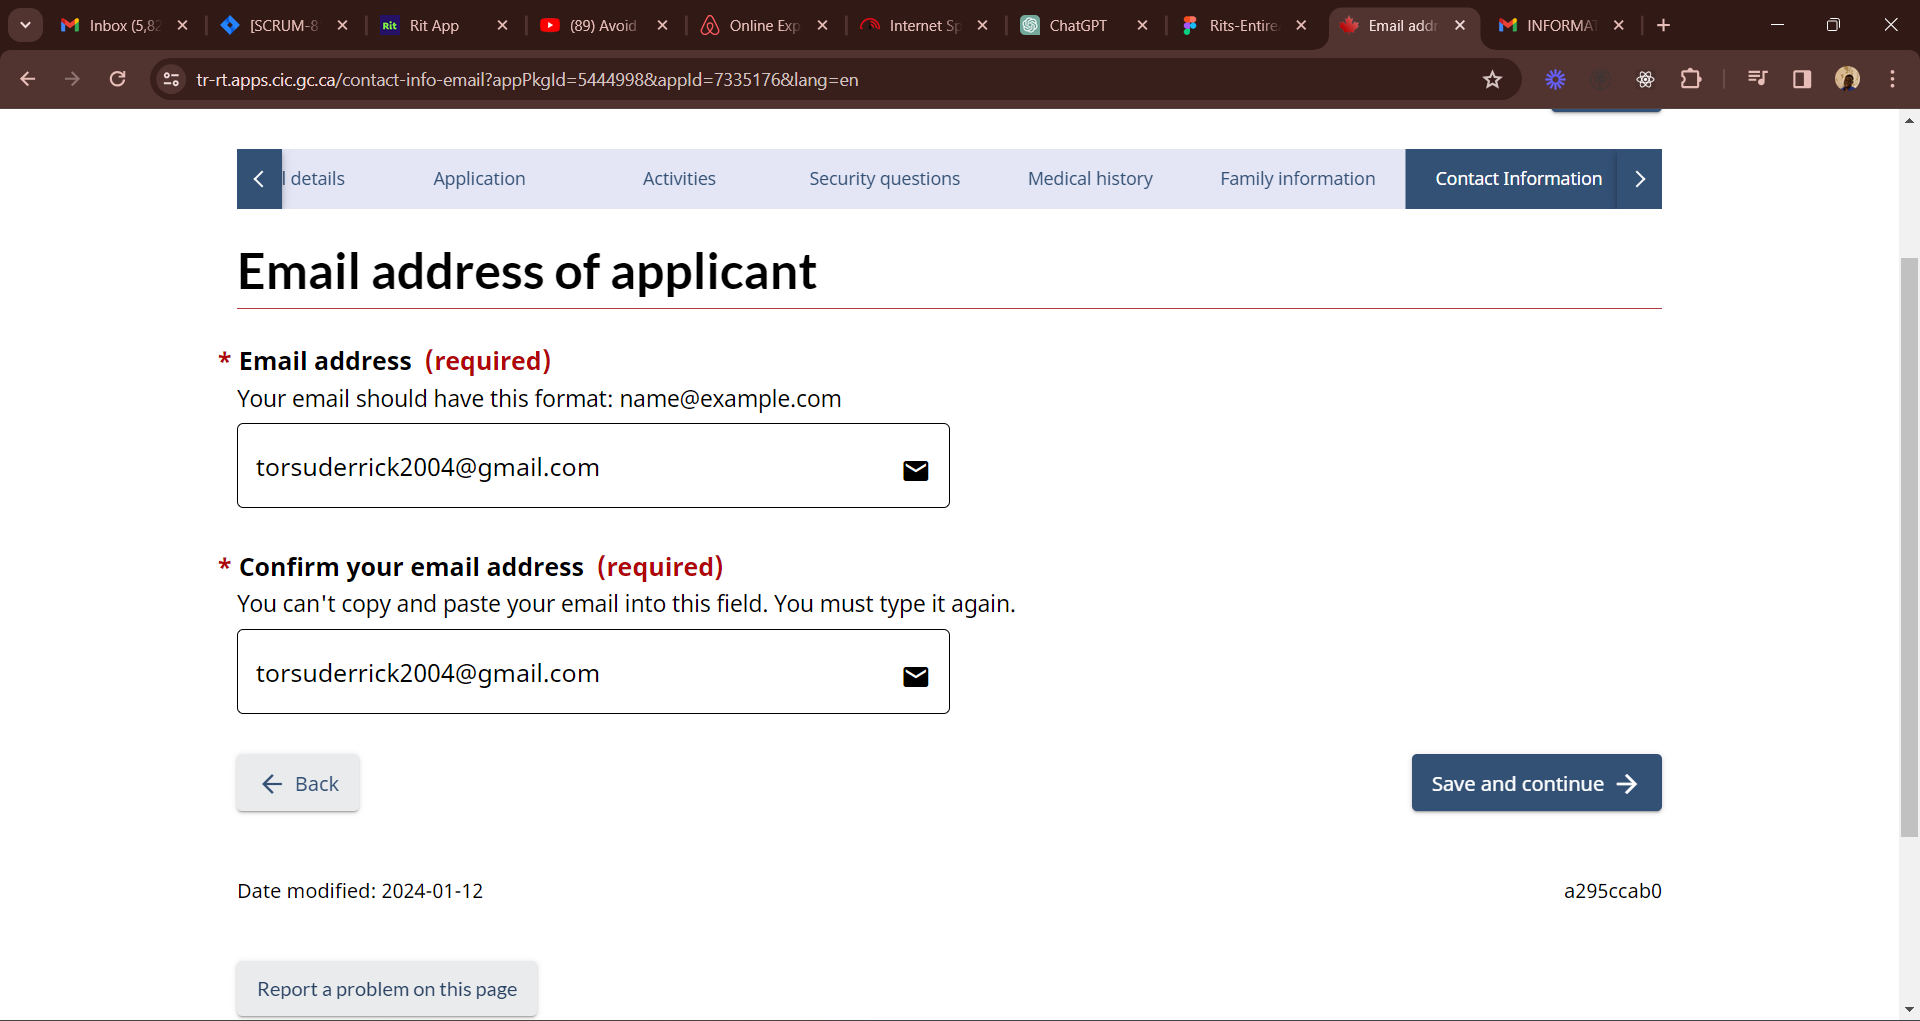 Inbox (5,82
[SCRUM-8
Rit
Rit App
(89) Avoid
Online Exp
Internet Sp
ChatGPT
Rits-Entire
Email addr
INFORMAT
tr-rt.apps.cic.gc.ca/contact-info-email?appPkgId=5444998&appId=7335176&lang=en
l details
Application
Activities
Security questions
Medical history
Family information
Contact Information
Email address of applicant
* Email address (required)
Your email should have this format: name@example.com
torsuderrick2004@gmail.com
* Confirm your email address (required)
You can't copy and paste your email into this field. You must type it again.
torsuderrick2004@gmail.com
Back
Save and continue
Date modified: 2024-01-12
a295ccab0
Report a problem on this page